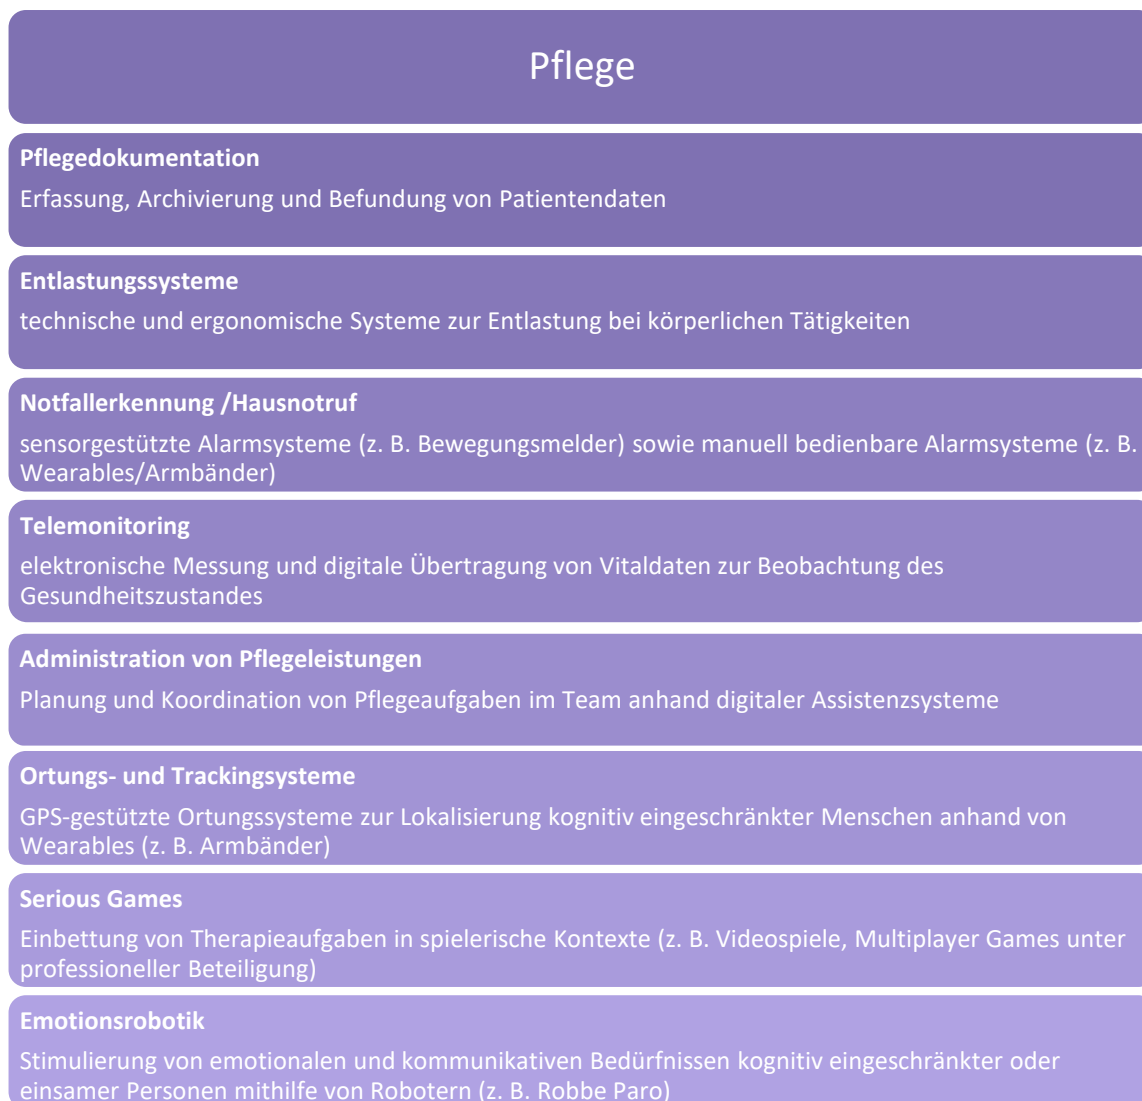 Pflege
Pflegedokumentation
Erfassung, Archivierung und Befundung von Patientendaten
Entlastungssysteme
technische und ergonomische Systeme zur Entlastung bei körperlichen Tätigkeiten
Notfallerkennung /Hausnotruf
sensorgestützte Alarmsysteme (z. B. Bewegungsmelder) sowie manuell bedienbare Alarmsysteme (z. B.
Wearables/Armbänder)
Telemonitoring
elektronische Messung und digitale Übertragung von Vitaldaten zur Beobachtung des
Gesundheitszustandes
Administration von Pflegeleistungen
Planung und Koordination von Pflegeaufgaben im Team anhand digitaler Assistenzsysteme
Ortungs- und Trackingsysteme
GPS-gestützte Ortungssysteme zur Lokalisierung kognitiv eingeschränkter Menschen anhand von
Wearables (z. B. Armbänder)
Serious Games
Einbettung von Therapieaufgaben in spielerische Kontexte (z. B. Videospiele, Multiplayer Games unter
professioneller Beteiligung)
Emotionsrobotik
Stimulierung von emotionalen und kommunikativen Bedürfnissen kognitiv eingeschränkter oder
einsamer Personen mithilfe von Robotern (z. B. Robbe Paro)